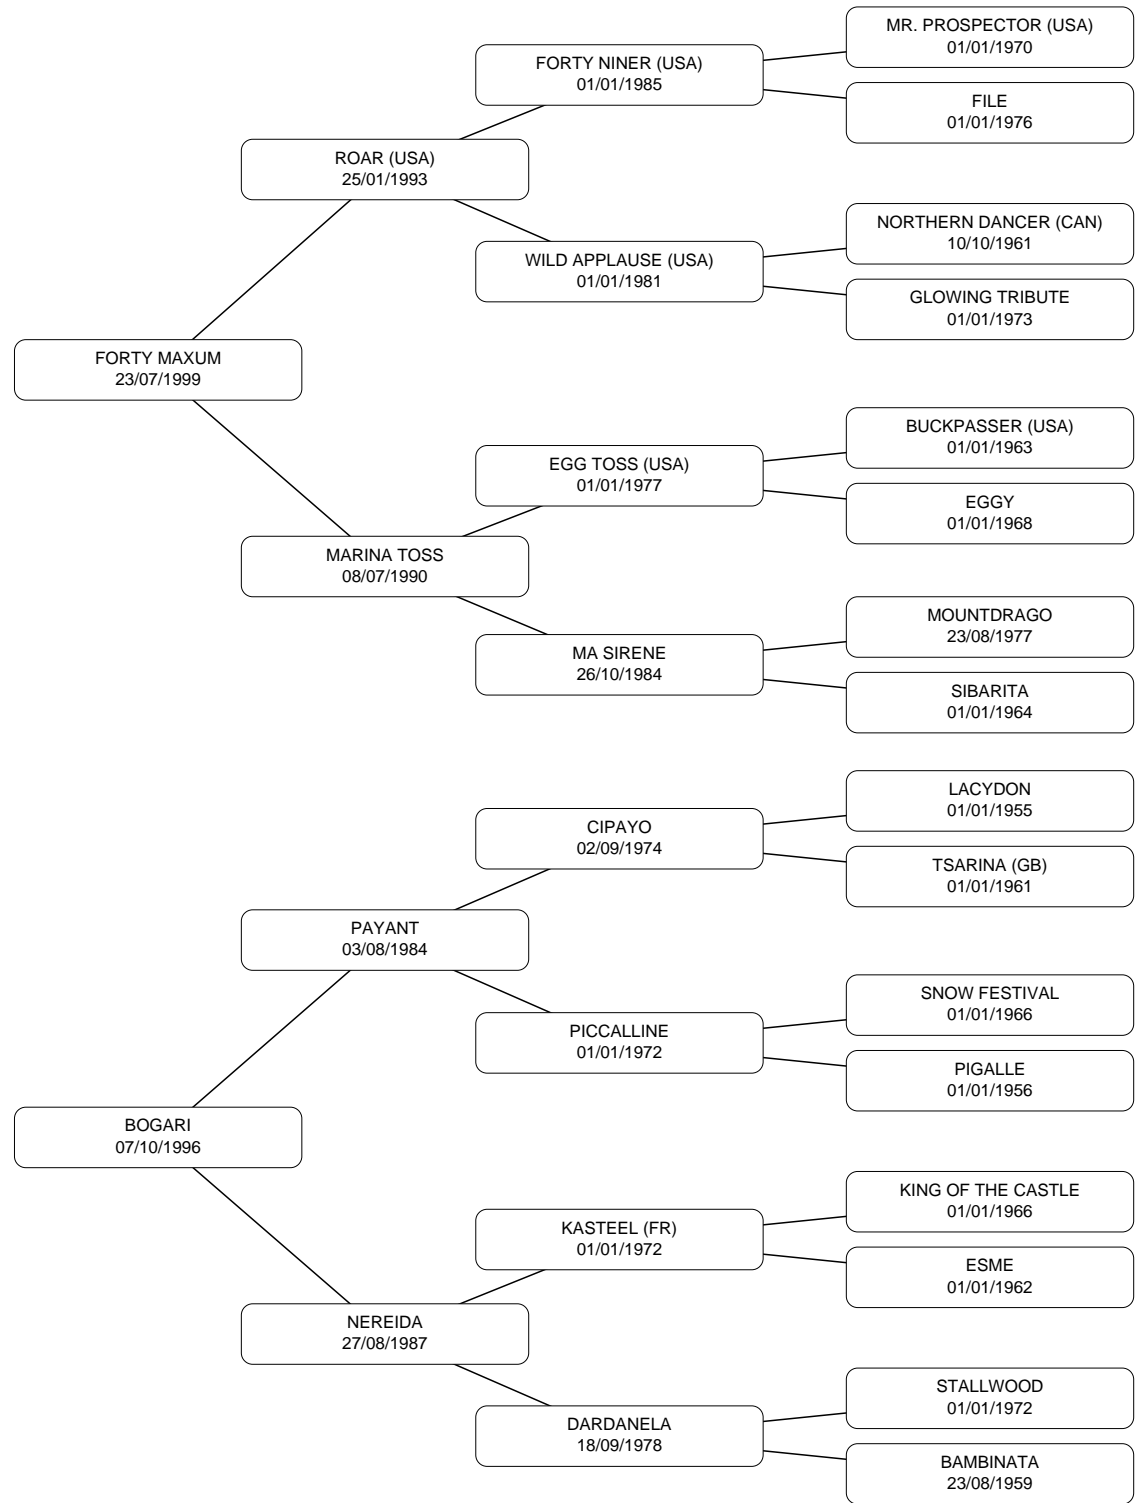 MR. PROSPECTOR (USA)
01/01/1970
FORTY NINER (USA)
01/01/1985
FILE
01/01/1976
ROAR (USA)
25/01/1993
NORTHERN DANCER (CAN)
10/10/1961
WILD APPLAUSE (USA)
01/01/1981
GLOWING TRIBUTE
01/01/1973
FORTY MAXUM
23/07/1999
BUCKPASSER (USA)
01/01/1963
EGG TOSS (USA)
01/01/1977
EGGY
01/01/1968
MARINA TOSS
08/07/1990
MOUNTDRAGO
23/08/1977
MA SIRENE
26/10/1984
SIBARITA
01/01/1964
LACYDON
01/01/1955
CIPAYO
02/09/1974
TSARINA (GB)
01/01/1961
PAYANT
03/08/1984
SNOW FESTIVAL
01/01/1966
PICCALLINE
01/01/1972
PIGALLE
01/01/1956
BOGARI
07/10/1996
KING OF THE CASTLE
01/01/1966
KASTEEL (FR)
01/01/1972
ESME
01/01/1962
NEREIDA
27/08/1987
STALLWOOD
01/01/1972
DARDANELA
18/09/1978
BAMBINATA
23/08/1959